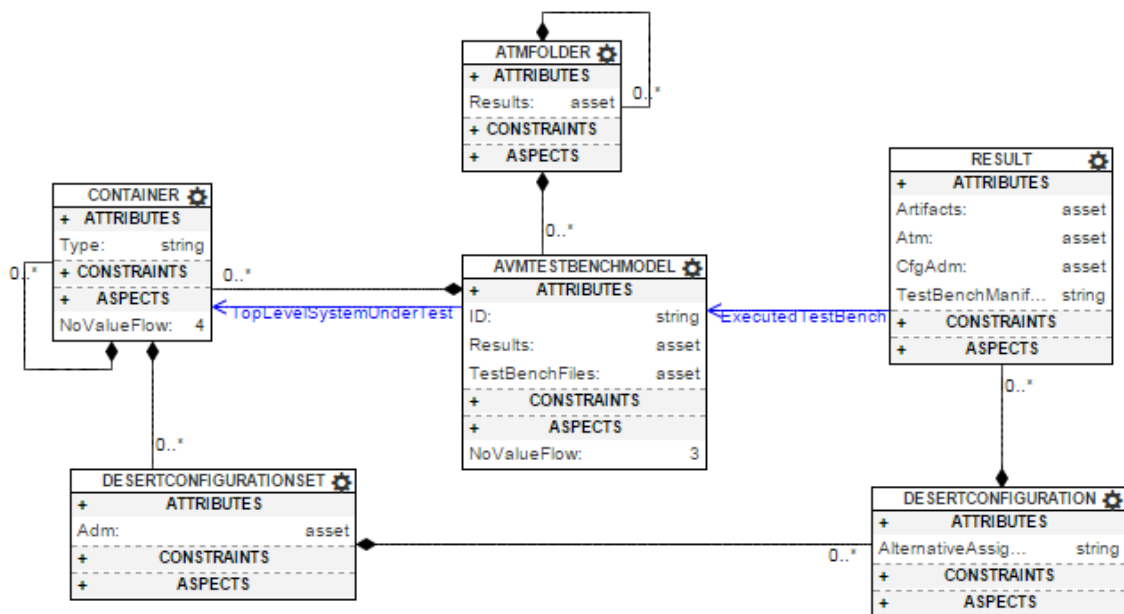 ATMFOLDER
+ ATTRIBUTES
Results: asset
+ CONSTRAINTS
+ ASPECTS
0..*
0..*
CONTAINER
+ ATTRIBUTES
Type: string
+ CONSTRAINTS
+ ASPECTS
NoValueFlow: 4
0..*
0..*
0..*
TopLevelSystemUnderTest
AVMTESTBENCHMODEL
+ ATTRIBUTES
ID: string
Results: asset
TestBenchFiles: asset
+ CONSTRAINTS
+ ASPECTS
NoValueFlow: 3
ExecutedTestBench
RESULT
+ ATTRIBUTES
Artifacts: asset
Atm: asset
CfgAdm: asset
TestBenchManif... string
+ CONSTRAINTS
+ ASPECTS
0..*
DESERTCONFIGURATIONSET
+ ATTRIBUTES
Adm: asset
+ CONSTRAINTS
+ ASPECTS
0..*
DESERTCONFIGURATION
+ ATTRIBUTES
AlternativeAssig... string
+ CONSTRAINTS
+ ASPECTS